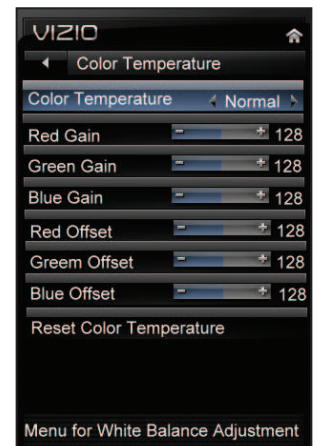 VIZIO
Color Temperature
Color Temperature Normal
Red Gain - + 128
Green Gain - + 128
Blue Gain - + 128
Red Offset - + 128
Greem Offset - + 128
Blue Offset - + 128
Reset Color Temperature
Menu for White Balance Adjustment